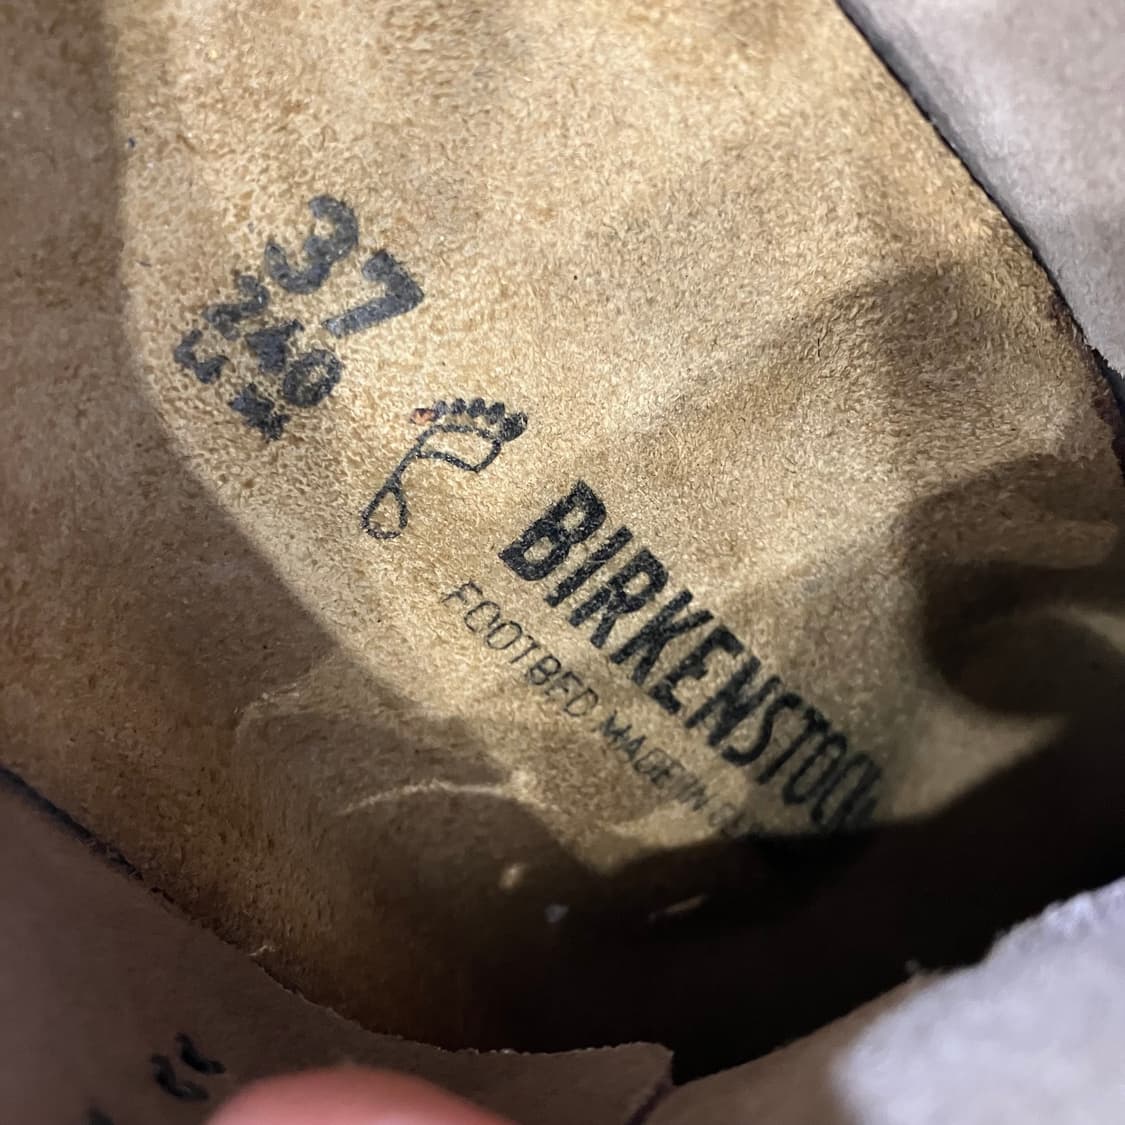 37
240
BIRKENSTOCK
FOOTBED MADE IN